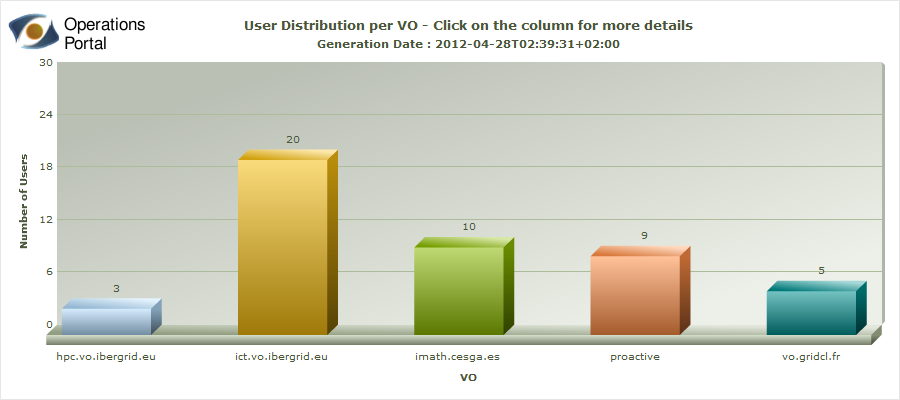 Operations
Portal
User Distribution per VO - Click on the column for more details
Generation Date : 2012-04-28T02:39:31+02:00
Number of Users
30
24
18
12
6
0
3
20
10
9
5
hpc.vo.ibergrid.eu
ict.vo.ibergrid.eu
imath.cesga.es
proactive
vo.gridcl.fr
VO